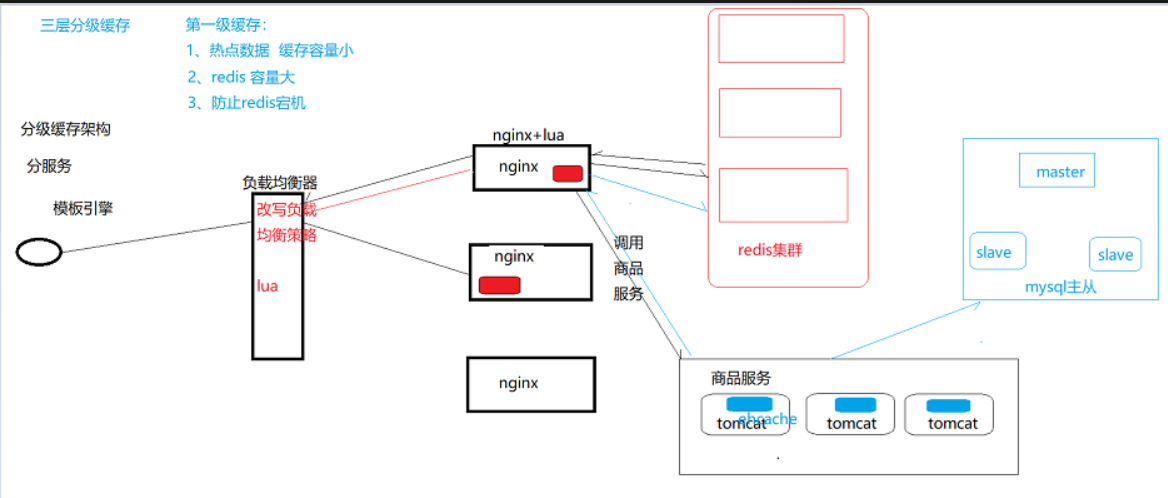 三层分级缓存
第一级缓存：
1、热点数据 缓存容量小
2、redis 容量大
3、防止redis宕机
分级缓存架构
分服务
模板引擎
负载均衡器
改写负载
均衡策略
lua
nginx+lua
nginx
nginx
nginx
调用
商品
服务
redis集群
master
slave
slave
mysql主从
商品服务
ehcache
tomcat
tomcat
tomcat